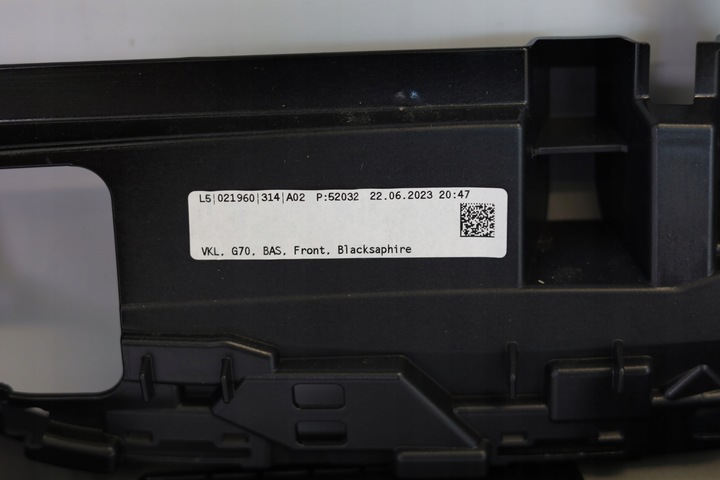 L5|021960|314|A02 P:52032 22.06.2023 20:47
VKL, G70, BAS, Front, Blacksaphire